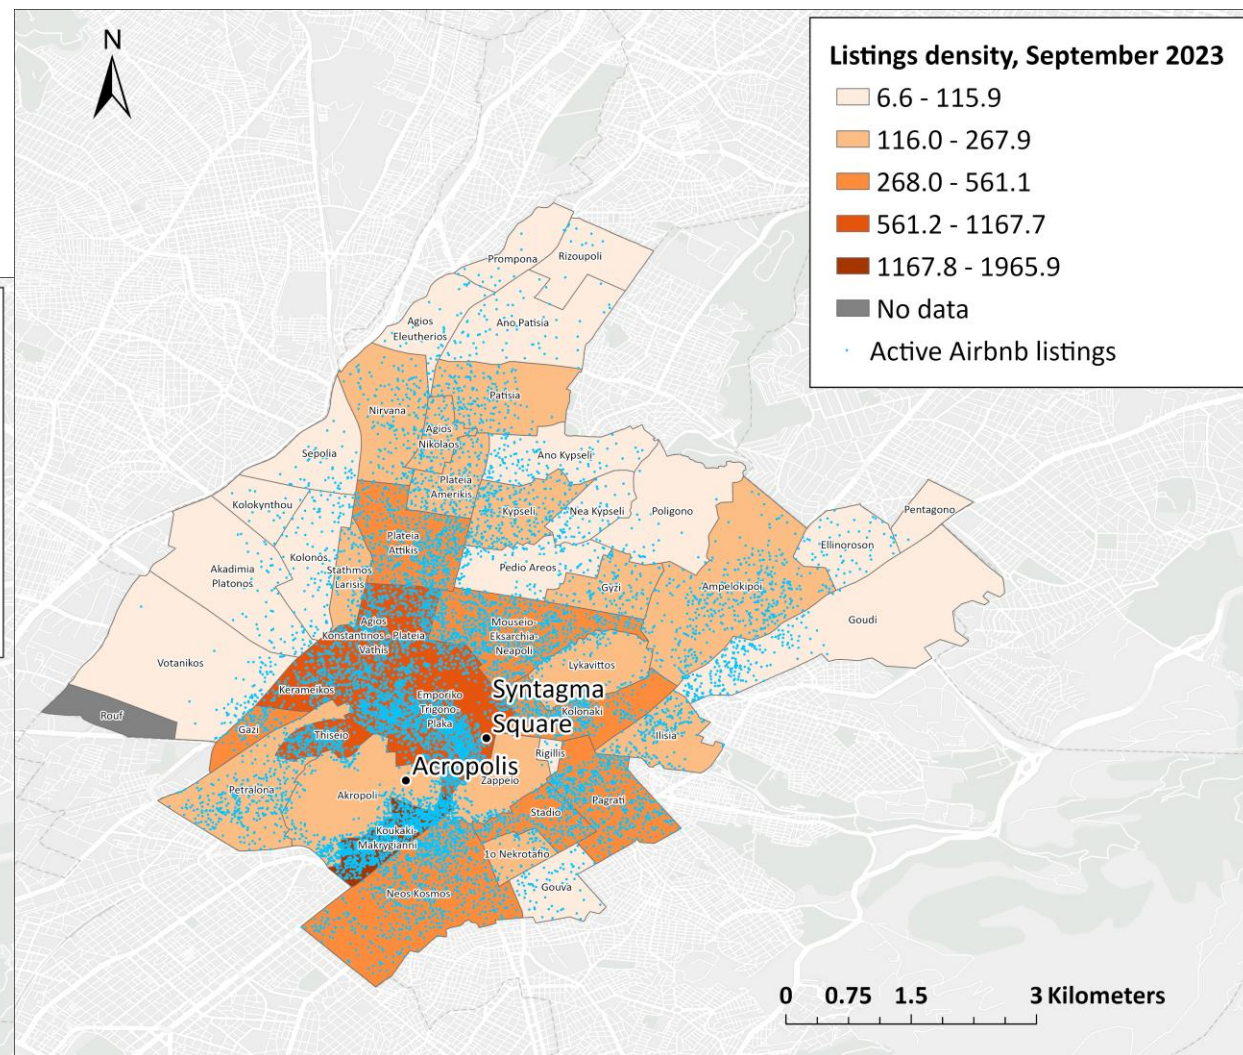 N
Listings density, September 2023
6.6 - 115.9
116.0 - 267.9
268.0 - 561.1
561.2 - 1167.7
1167.8 - 1965.9
No data
Active Airbnb listings
Prompona
Rizoupoli
Agios
Eleutherios
Ano Patisia
Nirvana
Patisia
Agios
Nikolaos
Sepolia
Ano Kypseli
Plateia
Amerikis
Kolokynthou
Kypseli
Nea Kypseli
Poligono
Pentagono
Plateia
Attikis
Ellinoroson
Kolonos
Akadimia
Platonos
Stathmos
Larisis
Pedio Areos
Gyzi
Ampelokipoi
Goudi
Agios
Konstantinos - Plateia
Vathis
Mouseio-
Eksarchia-
Neapoli
Votanikos
Lykavittos
Kerameikos
Emporiko
Trigono-
Plaka
Syntagma
Square
Kolonaki
Rouf
Gazi
Thiseio
Ilisia
Rigillis
Acropolis
Zappeio
Petralona
Akropoli
Pagrati
Stadio
Koukaki-
Makrygianni
1o Nekrotafio
Neos Kosmos
Gouva
0 0.75 1.5 3 Kilometers